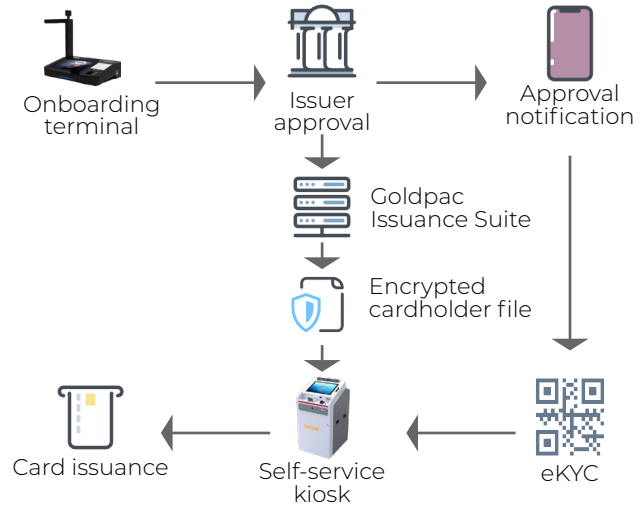 Onboarding
terminal
Issuer
approval
Approval
notification
Goldpac
Issuance Suite
Encrypted
cardholder file
Card issuance
Self-service
kiosk
eKYC